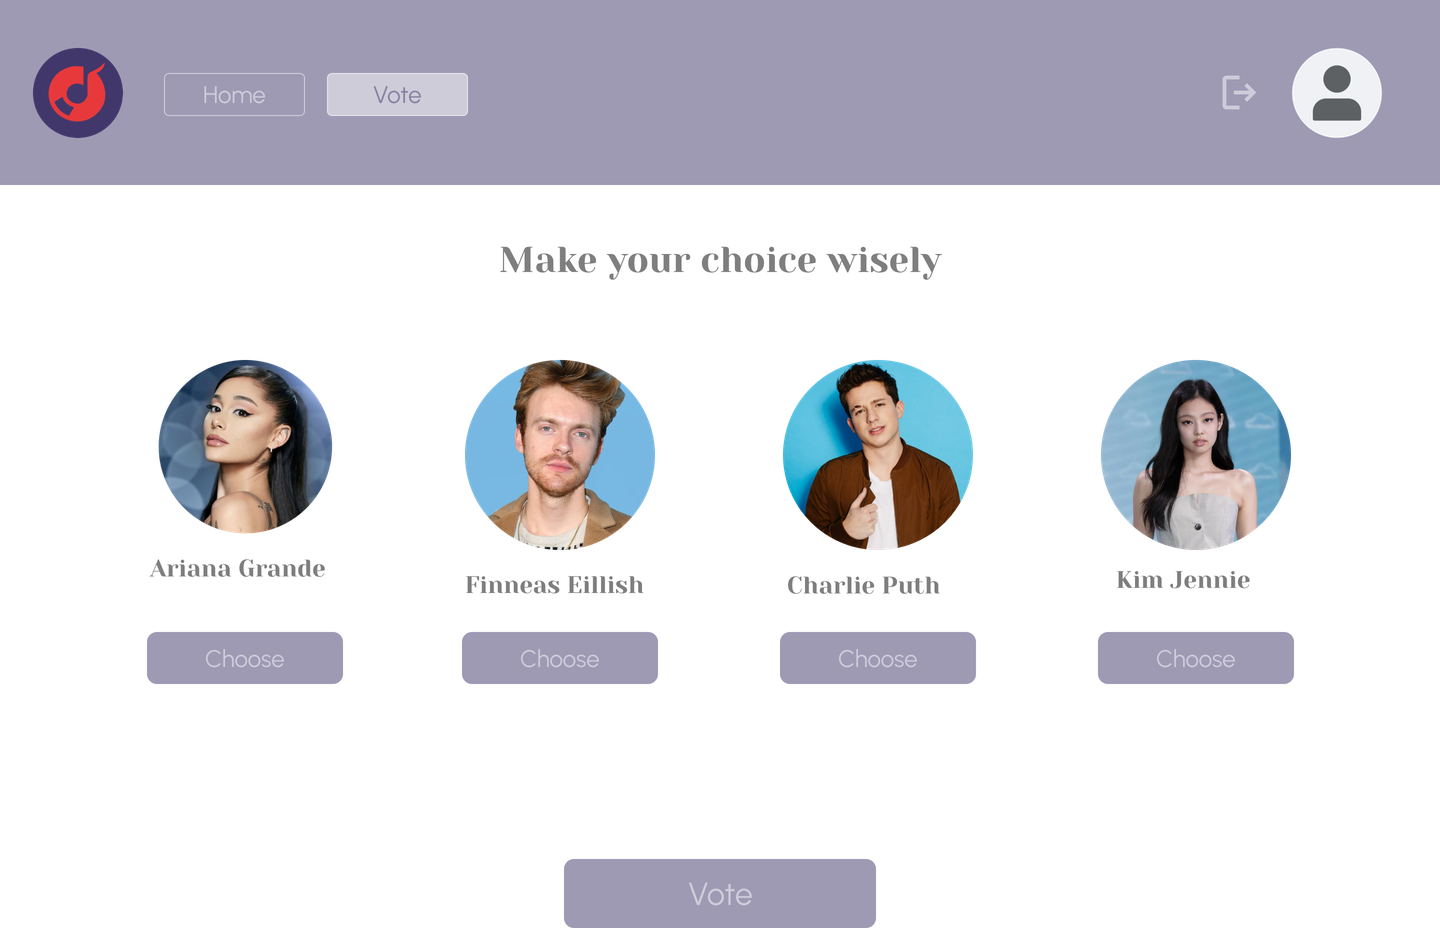 Home
Vote
Make your choice wisely
Ariana Grande
Finneas Eillish
Charlie Puth
Kim Jennie
Choose
Choose
Choose
Choose
Vote